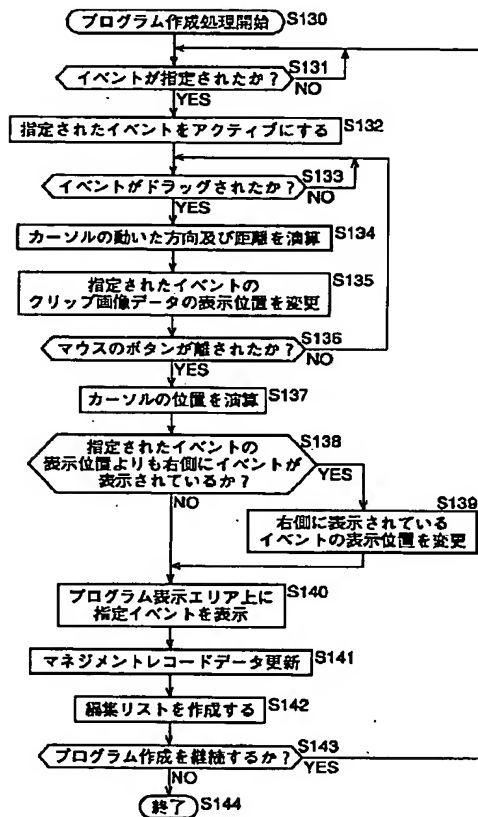 プログラム作成処理開始 S130
イベントが指定されたか? S131
NO
YES
指定されたイベントをアクティブにする S132
イベントがドラッグされたか? S133
NO
YES
カーソルの動いた方向及び距離を演算 S134
指定されたイベントの S135
クリップ画像データの表示位置を変更
マウスのボタンが離されたか? S136
NO
YES
カーソルの位置を演算 S137
指定されたイベントの S138
表示位置よりも右側にイベントが
表示されているか?
YES
NO
S139
右側に表示されている
イベントの表示位置を変更
プログラム表示エリア上に S140
指定イベントを表示
マネジメントレコードデータ更新 S141
編集リストを作成する S142
プログラム作成を継続するか? S143
YES
NO
終了 S144